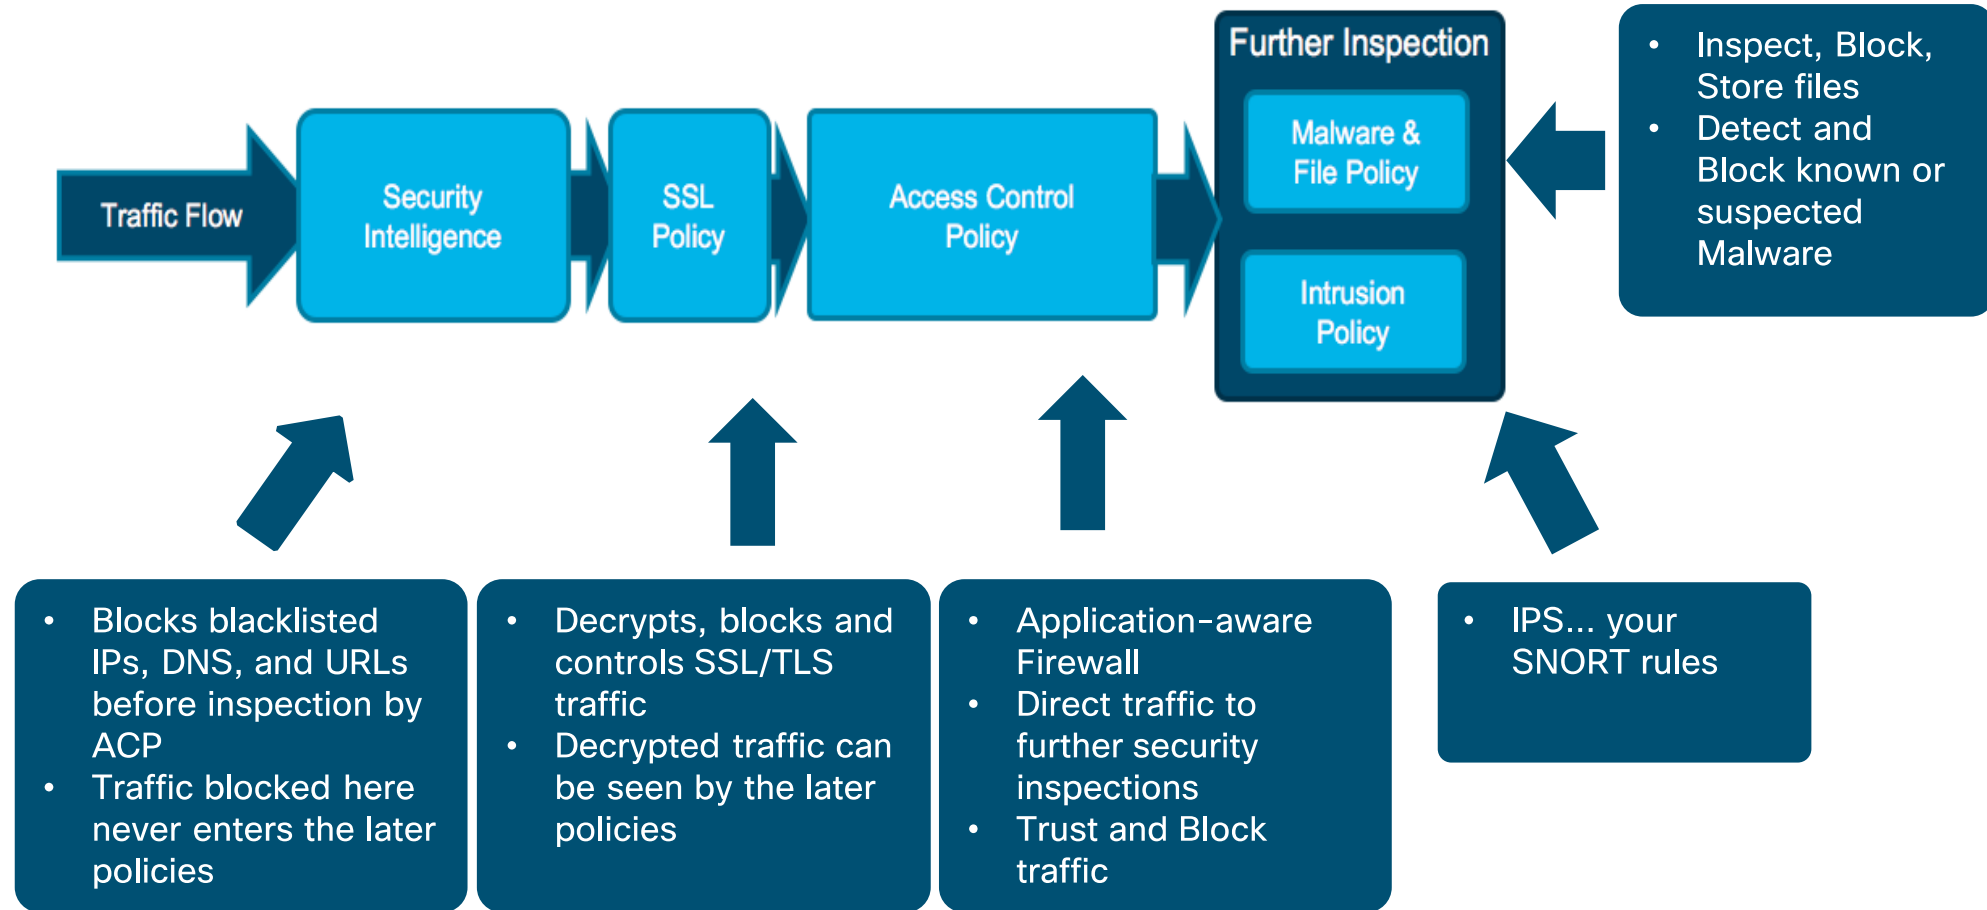 Traffic Flow
Security
Intelligence
SSL
Policy
Access Control
Policy
Further Inspection
Malware &
File Policy
Intrusion
Policy
• Inspect, Block,
Store files
• Detect and
Block known or
suspected
Malware
• Blocks blacklisted
IPs, DNS, and URLs
before inspection by
ACP
• Traffic blocked here
never enters the later
policies
• Decrypts, blocks and
controls SSL/TLS
traffic
• Decrypted traffic can
be seen by the later
policies
• Application-aware
Firewall
• Direct traffic to
further security
inspections
• Trust and Block
traffic
• IPS... your
SNORT rules